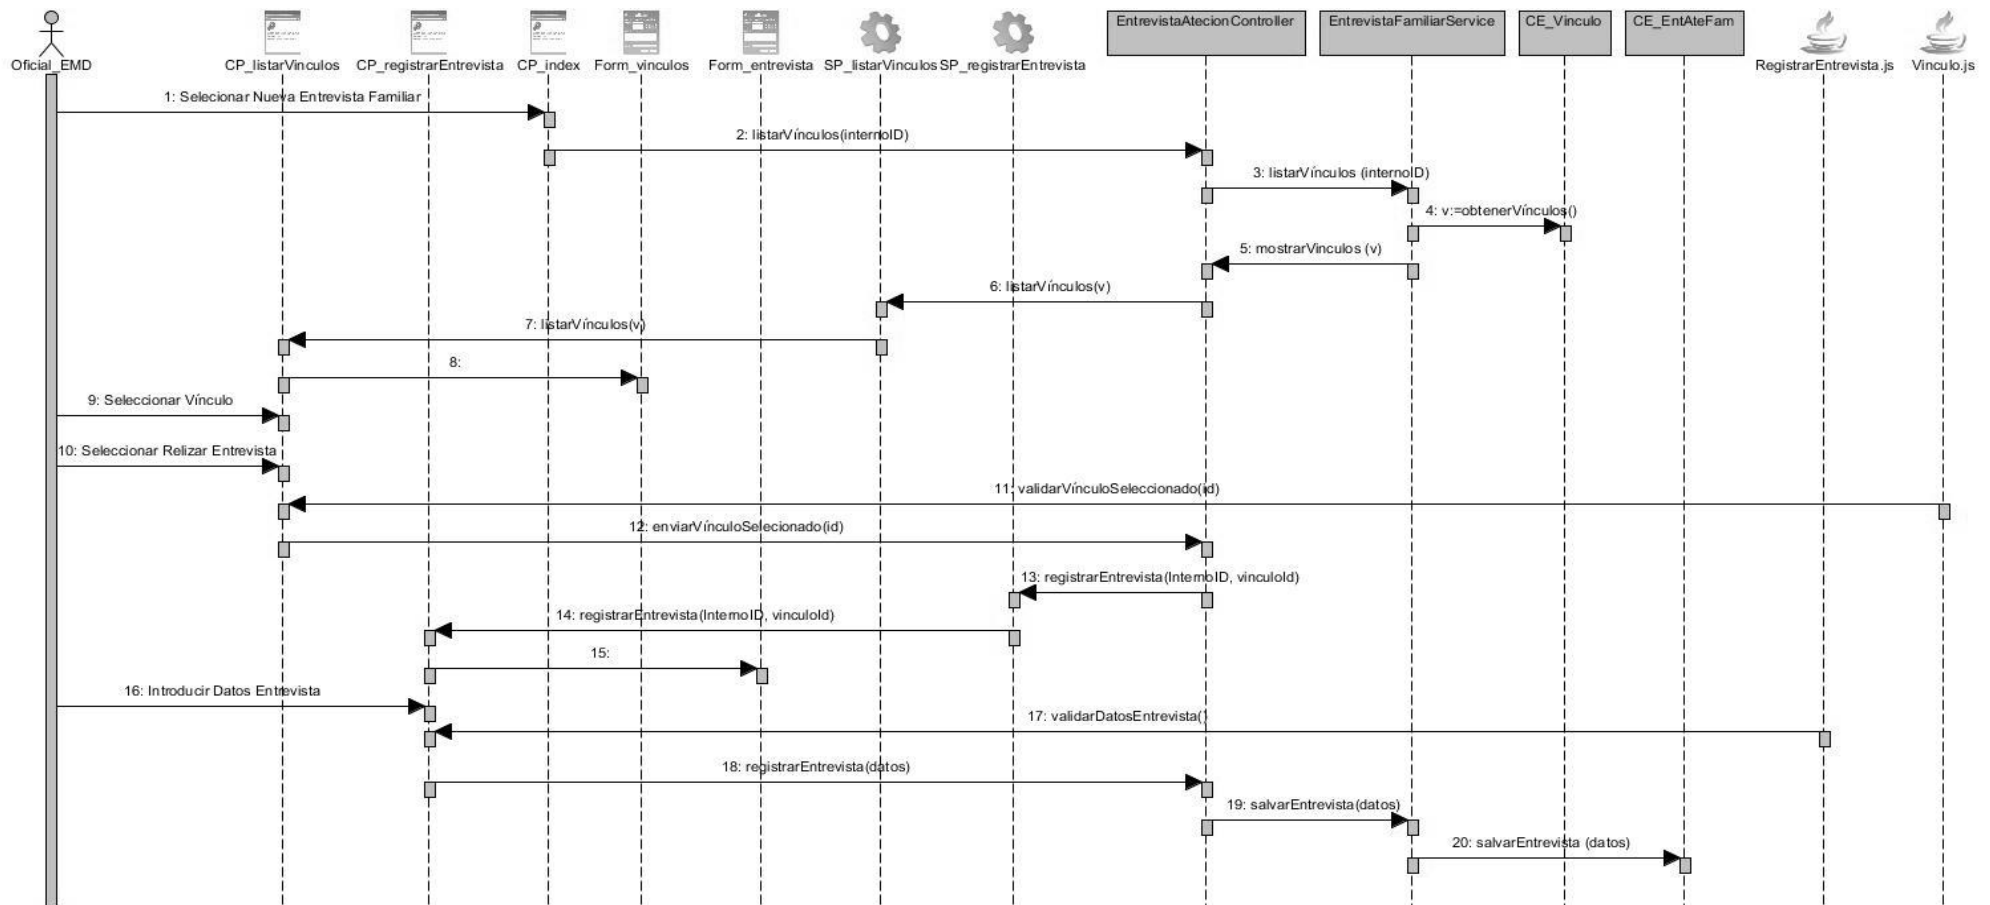 EntrevistaAtecionController
EntrevistaFamiliarService
CE_Vinculo
CE_EntAteFam
Oficial_EMD
CP_listarVinculos
CP_registrarEntrevista
CP_index
Form_vinculos
Form_entrevista
SP_listarVinculos
SP_registrarEntrevista
RegistrarEntrevista.js
Vinculo.js
1: Selecionar Nueva Entrevista Familiar
2: listarVínculos(internoID)
3: listarVínculos (internoID)
4: v:=obtenerVínculos()
5: mostrarVinculos (v)
6: listarVínculos(v)
7: listarVínculos(v)
8:
9: Seleccionar Vínculo
10: Seleccionar Relizar Entrevista
11: validarVínculoSeleccionado(id)
12: enviarVínculoSelecionado(id)
13: registrarEntrevista(InternoID, vinculoId)
14: registrarEntrevista(InternoID, vinculoId)
15:
16: Introducir Datos Entrevista
17: validarDatosEntrevista()
18: registrarEntrevista(datos)
19: salvarEntrevista(datos)
20: salvarEntrevista (datos)